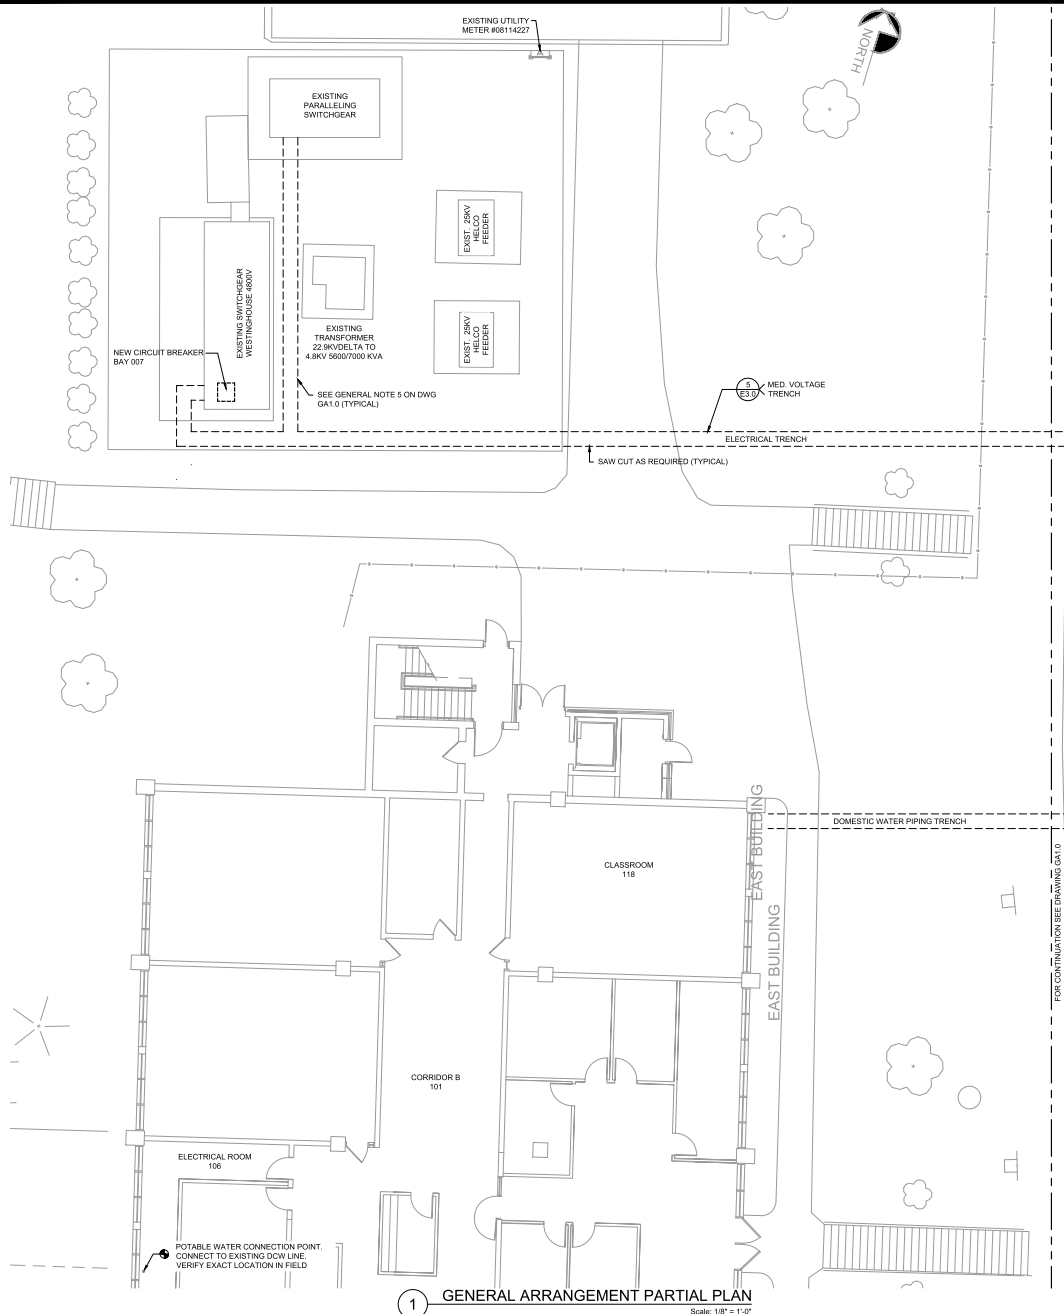 EXISTING UTILITY
METER #08114227
NORTH
EXISTING
PARALLELING
SWITCHGEAR
EXIST. 25KV
HELCO
FEEDER
EXISTING SWITCHGEAR
WESTINGHOUSE 4800V
EXIST. 25KV
HELCO
FEEDER
EXISTING
TRANSFORMER
22.9KVDELTA TO
4.8KV 5600/7000 KVA
NEW CIRCUIT BREAKER
BAY 007
SEE GENERAL NOTE 5 ON DWG
GA1.0 (TYPICAL)
5
E3.0
MED. VOLTAGE
TRENCH
ELECTRICAL TRENCH
SAW CUT AS REQUIRED (TYPICAL)
EAST BUILDING
DOMESTIC WATER PIPING TRENCH
CLASSROOM
118
EAST BUILDING
FOR CONTINUATION SEE DRAWING GA1.0
CORRIDOR B
101
ELECTRICAL ROOM
106
POTABLE WATER CONNECTION POINT.
CONNECT TO EXISTING DCW LINE.
VERIFY EXACT LOCATION IN FIELD
1
GENERAL ARRANGEMENT PARTIAL PLAN
Scale: 1/8" = 1'-0"